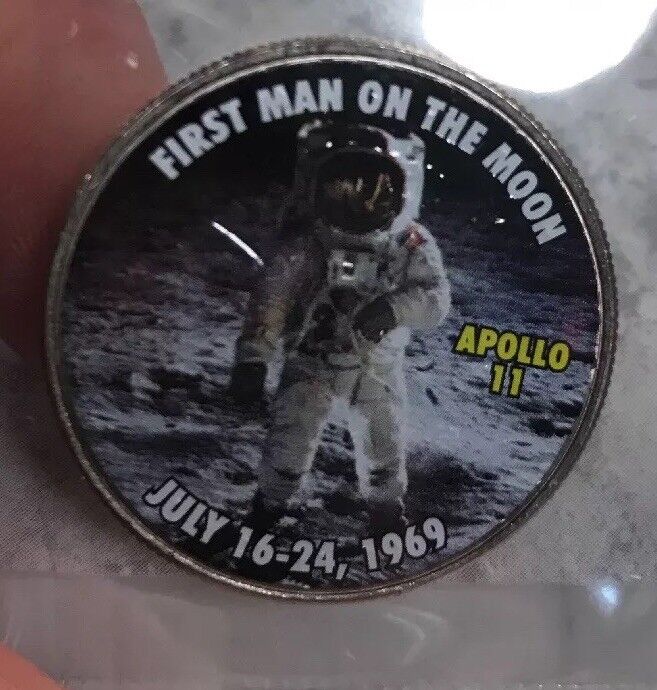 FIRST MAN ON THE MOON
APOLLO
11
JULY 16-24, 1969